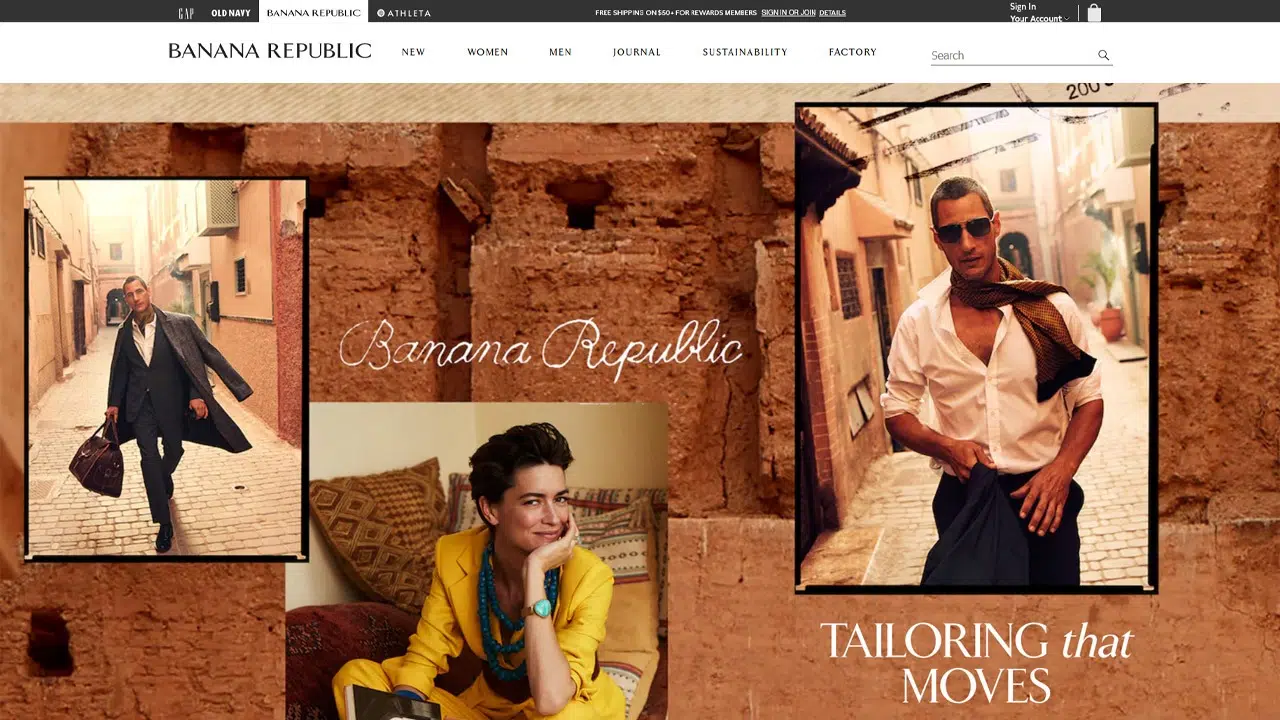 GAP OLD NAVY BANANA REPUBLIC ATHLETA FREE SHIPPING ON $50+ FOR REWARDS MEMBERS SIGN IN OR JOIN DETAILS
Sign In
Your Account
BANANA REPUBLIC NEW WOMEN MEN JOURNAL SUSTAINABILITY FACTORY Search
Banana Republic
TAILORING that
MOVES